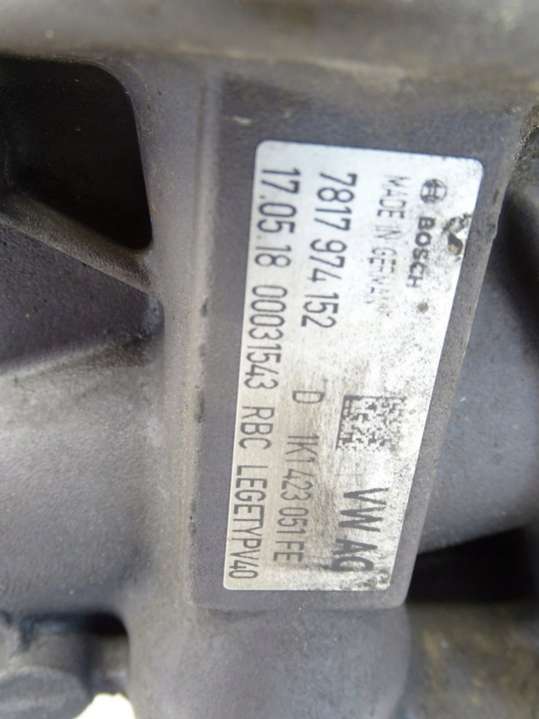 BOSCH
MADE IN GERMANY
VW AG
7817 974 152 D 1K1 423 051 FE
17.05.18 00031543 RBC LEGETYPV40